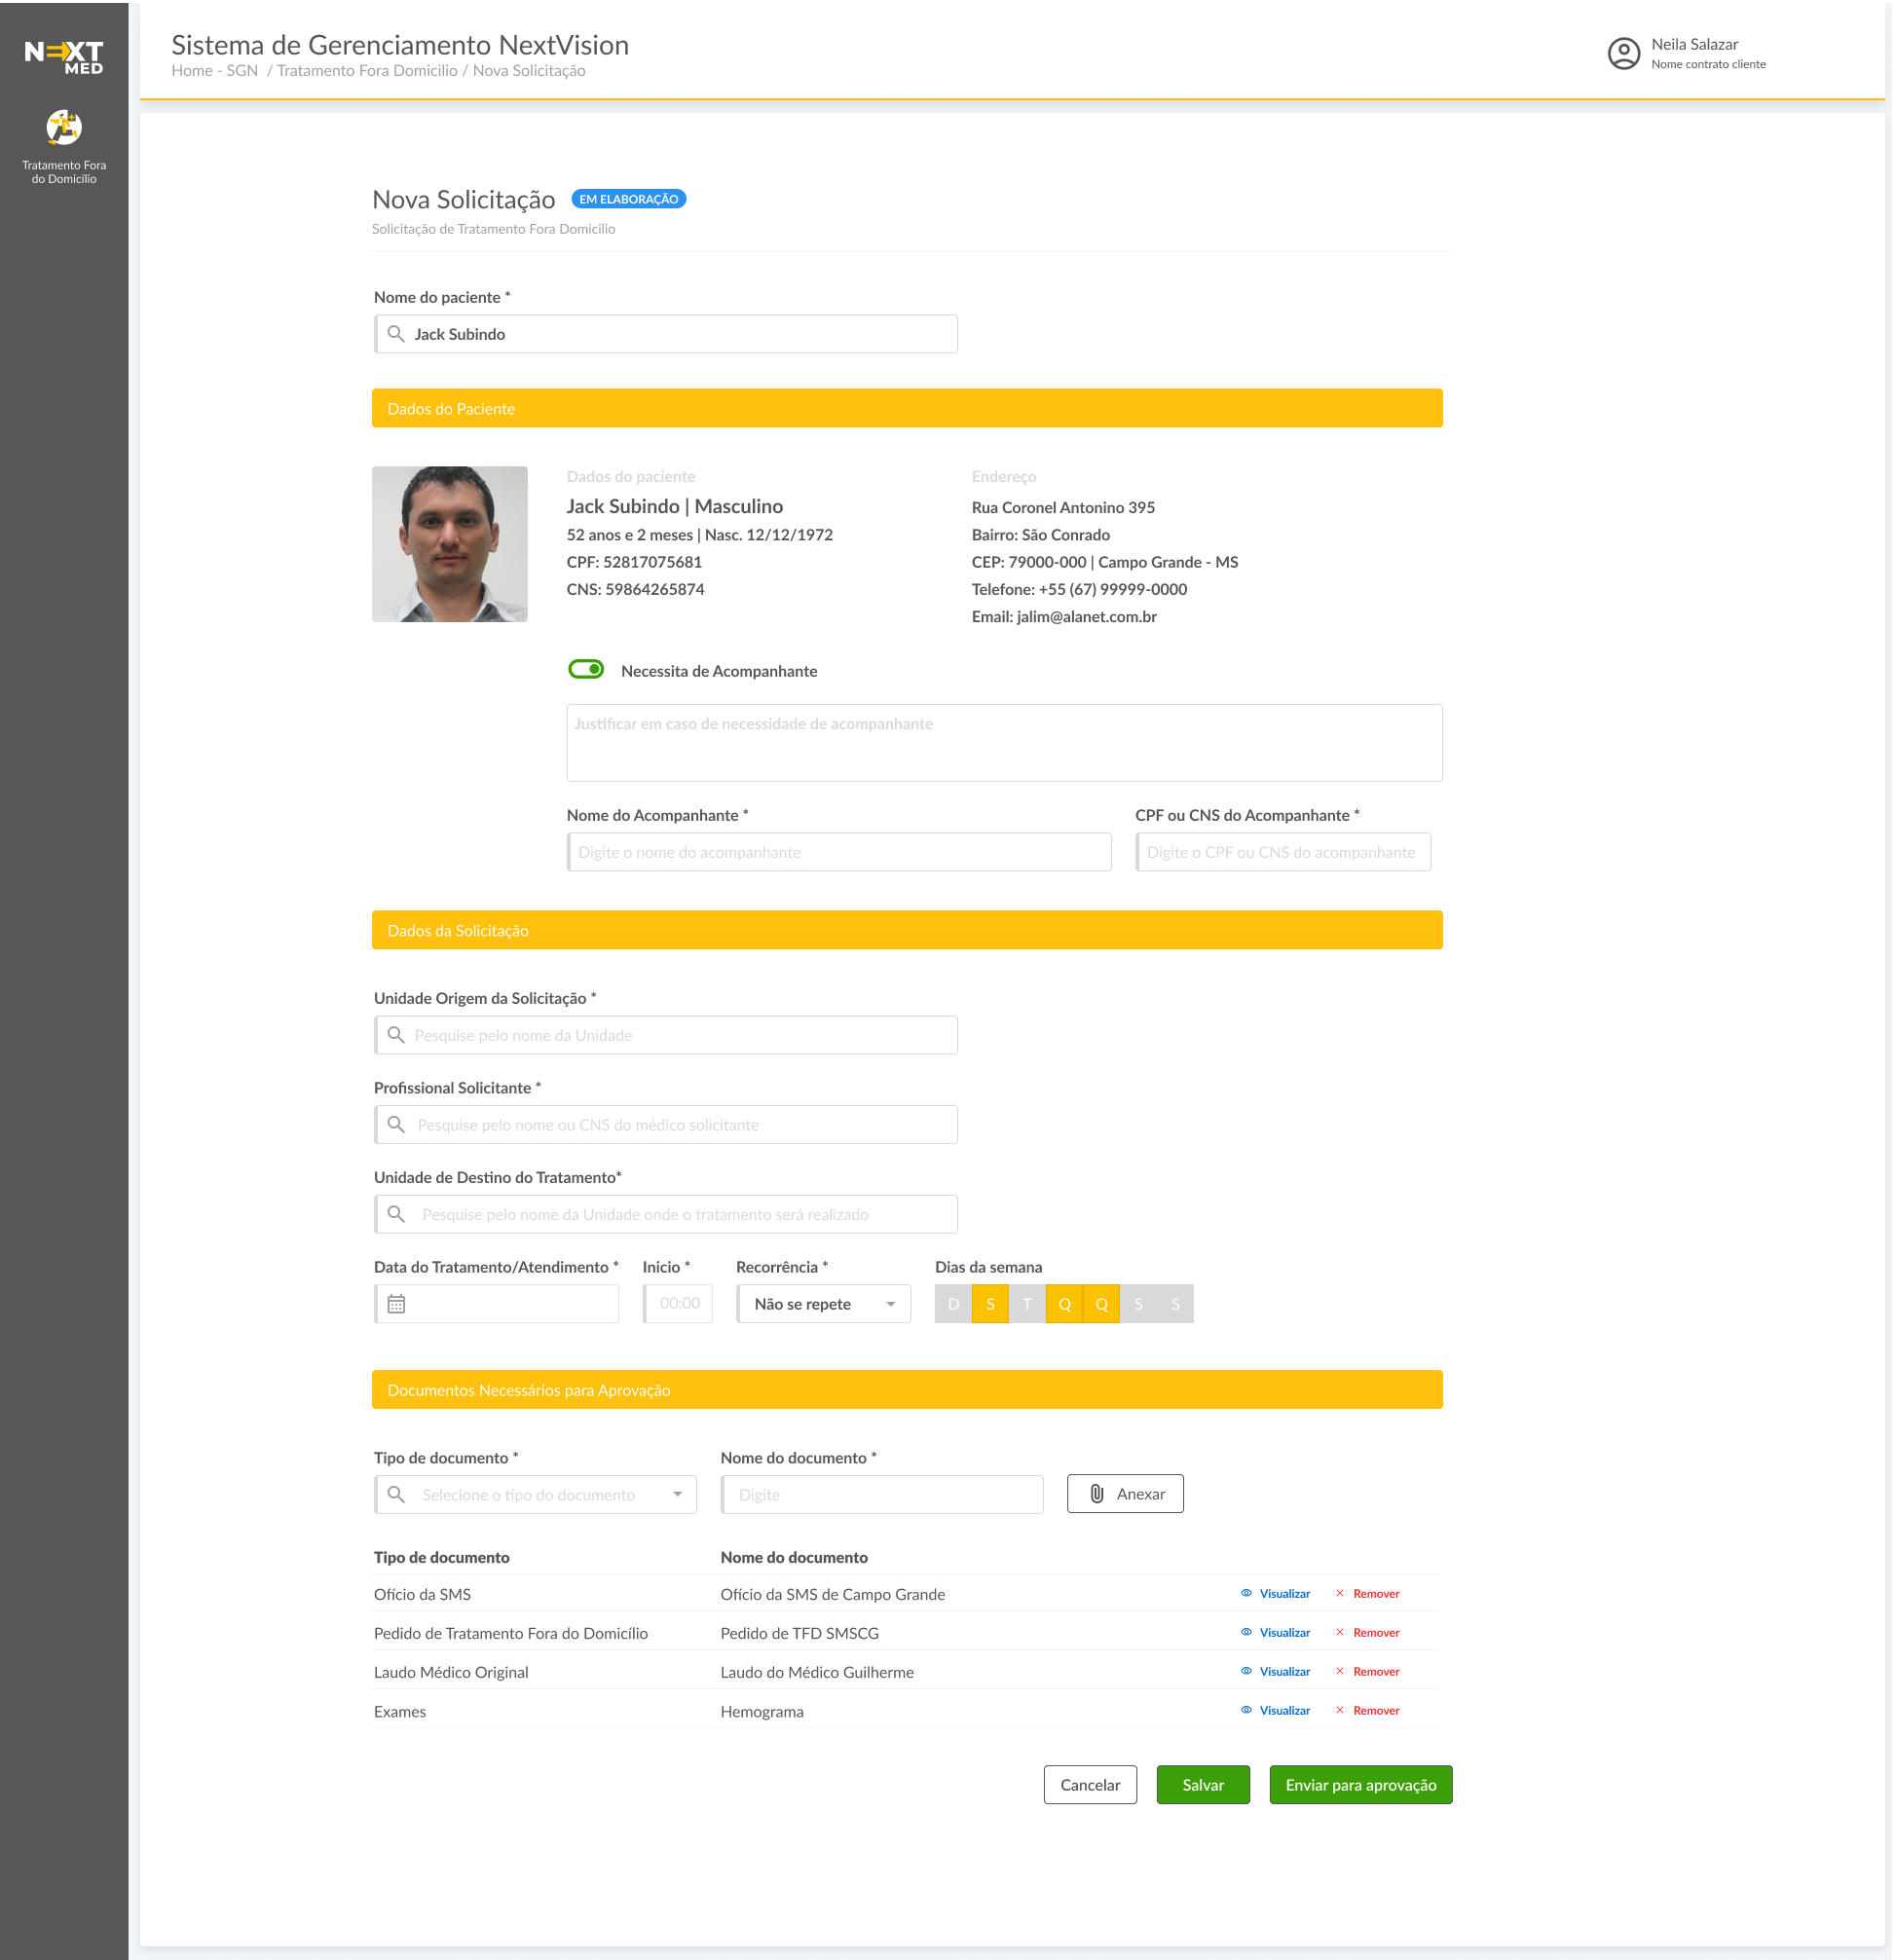 NEXT
MED
Tratamento Fora
do Domicílio
Sistema de Gerenciamento NextVision
Home - SGN / Tratamento Fora Domicilio / Nova Solicitação
Neila Salazar
Nome contrato cliente
Nova Solicitação EM ELABORAÇÃO
Solicitação de Tratamento Fora Domicilio
Nome do paciente *
Jack Subindo
Dados do Paciente
Dados do paciente
Jack Subindo | Masculino
52 anos e 2 meses | Nasc. 12/12/1972
CPF: 52817075681
CNS: 59864265874
Endereço
Rua Coronel Antonino 395
Bairro: São Conrado
CEP: 79000-000 | Campo Grande - MS
Telefone: +55 (67) 99999-0000
Email: jalim@alanet.com.br
Necessita de Acompanhante
Justificar em caso de necessidade de acompanhante
Nome do Acompanhante * CPF ou CNS do Acompanhante *
Digite o nome do acompanhante Digite o CPF ou CNS do acompanhante
Dados da Solicitação
Unidade Origem da Solicitação *
Pesquise pelo nome da Unidade
Profissional Solicitante *
Pesquise pelo nome ou CNS do médico solicitante
Unidade de Destino do Tratamento*
Pesquise pelo nome da Unidade onde o tratamento será realizado
Data do Tratamento/Atendimento * Inicio * Recorrência * Dias da semana
00:00 Não se repete D S T Q Q S S
Documentos Necessários para Aprovação
Tipo de documento * Nome do documento *
Selecione o tipo do documento Digite Anexar
Tipo de documento Nome do documento
Ofício da SMS Ofício da SMS de Campo Grande Visualizar Remover
Pedido de Tratamento Fora do Domicílio Pedido de TFD SMSCG Visualizar Remover
Laudo Médico Original Laudo do Médico Guilherme Visualizar Remover
Exames Hemograma Visualizar Remover
Cancelar Salvar Enviar para aprovação